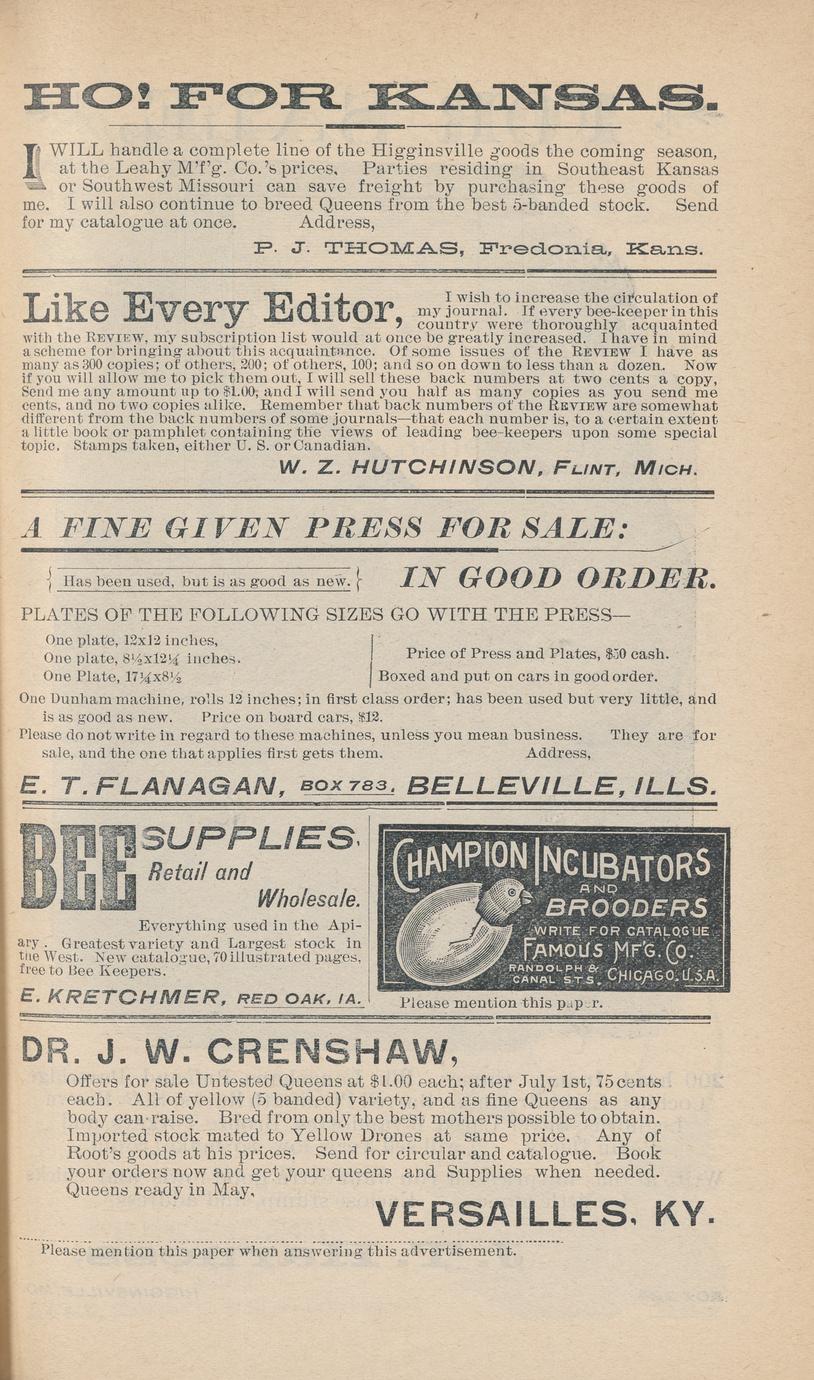 HO! FOR KANSAS.
I WILL handle a complete line of the Higginsville goods the coming season,
at the Leahy M'f'g. Co.'s prices, Parties residing in Southeast Kansas
or Southwest Missouri can save freight by purchasing these goods of
me. I will also continue to breed Queens from the best 5-banded stock. Send
for my catalogue at once. Address,
P. J. THOMAS, Fredonia, Kans.
Like Every Editor, I wish to increase the circulation of
my journal. If every bee-keeper in this
country were thoroughly acquainted
with the REVIEW, my subscription list would at once be greatly increased. I have in mind
a scheme for bringing about this acquaintance. Of some issues of the REVIEW I have as
many as 300 copies; of others, 200; of others, 100; and so on down to less than a dozen. Now
if you will allow me to pick them out, I will sell these back numbers at two cents a copy,
Send me any amount up to $1.00, and I will send you half as many copies as you send me
cents, and no two copies alike. Remember that back numbers of the REVIEW are somewhat
different from the back numbers of some journals—that each number is, to a certain extent
a little book or pamphlet containing the views of leading bee-keepers upon some special
topic. Stamps taken, either U. S. or Canadian.
W. Z. HUTCHINSON, FLINT, MICH.
A FINE GIVEN PRESS FOR SALE:
Has been used, but is as good as new. IN GOOD ORDER.
PLATES OF THE FOLLOWING SIZES GO WITH THE PRESS—
One plate, 12x12 inches,
One plate, 8½x12¼ inches.
One Plate, 17¼x8½
Price of Press and Plates, $50 cash.
Boxed and put on cars in good order.
One Dunham machine, rolls 12 inches; in first class order; has been used but very little, and
is as good as new. Price on board cars, $12.
Please do not write in regard to these machines, unless you mean business. They are for
sale, and the one that applies first gets them. Address,
E. T. FLANAGAN, BOX 783, BELLEVILLE, ILLS.
BEE SUPPLIES.
Retail and
Wholesale.
Everything used in the Api-
ary. Greatest variety and Largest stock in
the West. New catalogue, 70 illustrated pages,
free to Bee Keepers.
E. KRETCHMER, RED OAK, IA.
CHAMPION INCUBATORS
AND
BROODERS
WRITE FOR CATALOGUE
FAMOUS MF'G. CO.
RANDOLPH &
CANAL STS. CHICAGO. U.S.A.
Please mention this paper.
DR. J. W. CRENSHAW,
Offers for sale Untested Queens at $1.00 each; after July 1st, 75 cents
each. All of yellow (5 banded) variety, and as fine Queens as any
body can raise. Bred from only the best mothers possible to obtain.
Imported stock mated to Yellow Drones at same price. Any of
Root's goods at his prices. Send for circular and catalogue. Book
your orders now and get your queens and Supplies when needed.
Queens ready in May,
VERSAILLES, KY.
Please mention this paper when answering this advertisement.